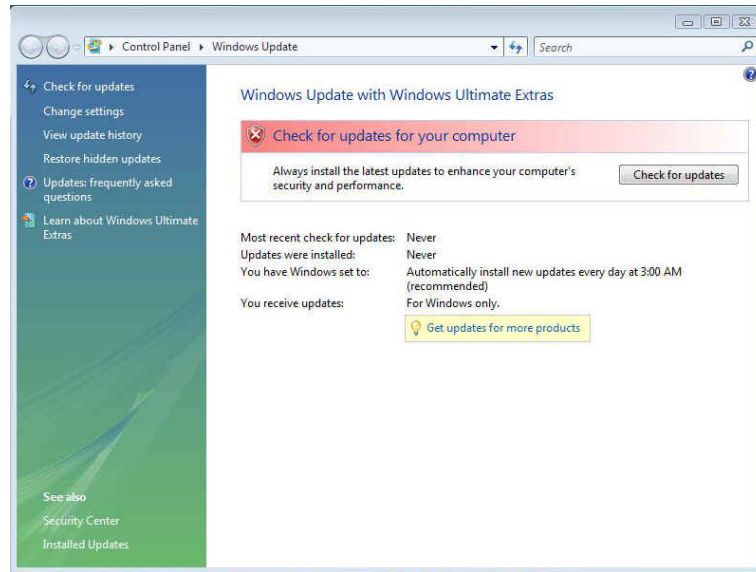 Control Panel ▸ Windows Update
Search
Check for updates
Change settings
View update history
Restore hidden updates
Updates: frequently asked
questions
Learn about Windows Ultimate
Extras
See also
Security Center
Installed Updates
Windows Update with Windows Ultimate Extras
Check for updates for your computer
Always install the latest updates to enhance your computer's
security and performance.
Check for updates
Most recent check for updates: Never
Updates were installed: Never
You have Windows set to: Automatically install new updates every day at 3:00 AM
(recommended)
You receive updates: For Windows only.
Get updates for more products